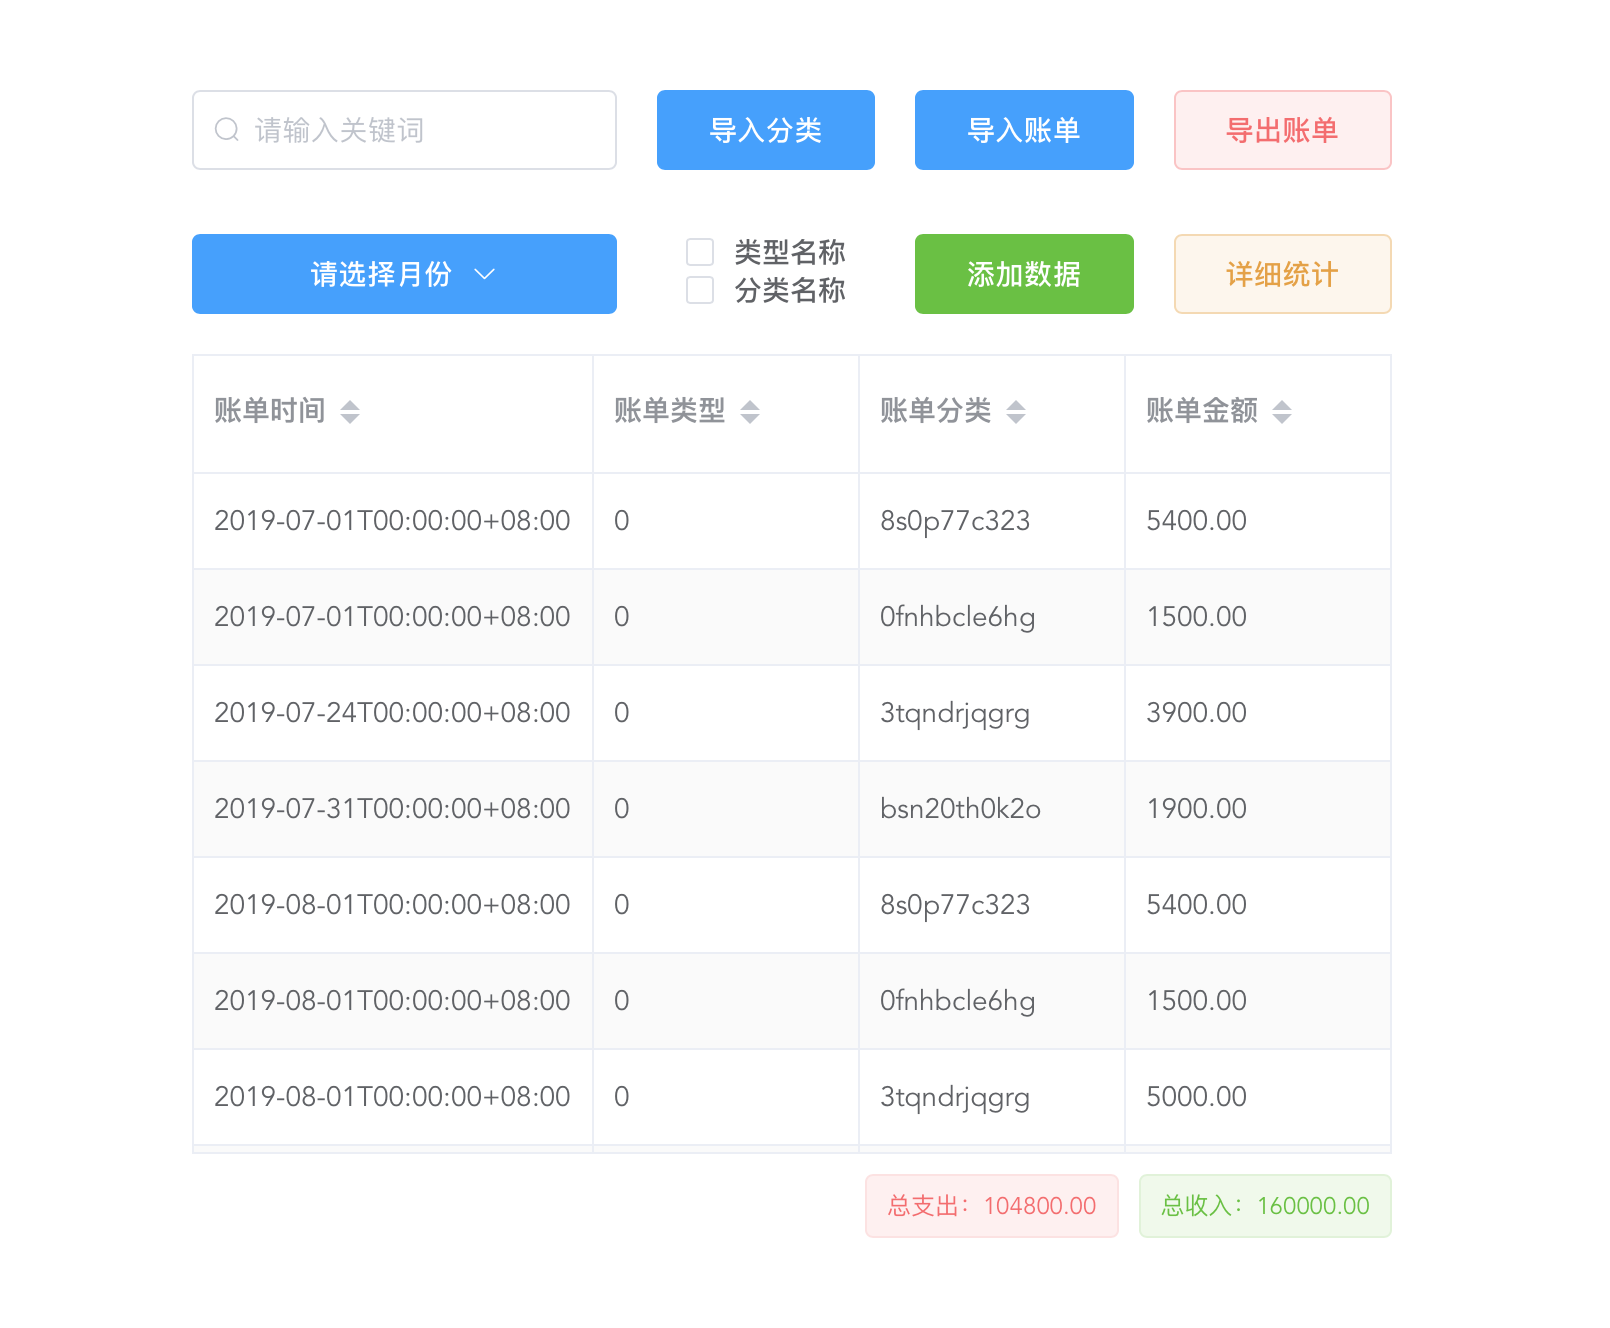 请输入关键词 导入分类 导入账单 导出账单
请选择月份 类型名称 添加数据 详细统计
分类名称
账单时间 账单类型 账单分类 账单金额
2019-07-01T00:00:00+08:00 0 8s0p77c323 5400.00
2019-07-01T00:00:00+08:00 0 0fnhbcle6hg 1500.00
2019-07-24T00:00:00+08:00 0 3tqndrjqgrg 3900.00
2019-07-31T00:00:00+08:00 0 bsn20th0k2o 1900.00
2019-08-01T00:00:00+08:00 0 8s0p77c323 5400.00
2019-08-01T00:00:00+08:00 0 0fnhbcle6hg 1500.00
2019-08-01T00:00:00+08:00 0 3tqndrjqgrg 5000.00
总支出：104800.00 总收入：160000.00